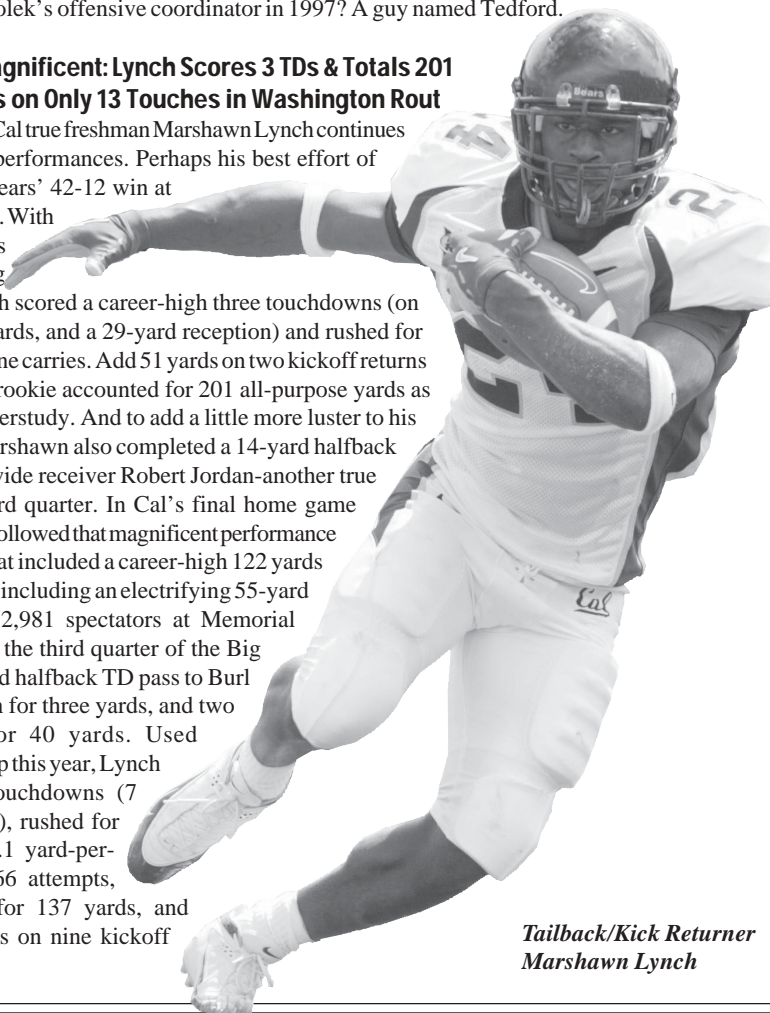 olek's offensive coordinator in 1997? A guy named Tedford.
agnificent: Lynch Scores 3 TDs & Totals 201
s on Only 13 Touches in Washington Rout
Cal true freshman Marshawn Lynch continues
performances. Perhaps his best effort of
ears' 42-12 win at
. With
s
g
h scored a career-high three touchdowns (on
ards, and a 29-yard reception) and rushed for
ne carries. Add 51 yards on two kickoff returns
rookie accounted for 201 all-purpose yards as
erstudy. And to add a little more luster to his
rshawn also completed a 14-yard halfback
vide receiver Robert Jordan-another true
rd quarter. In Cal's final home game
ollowed that magnificent performance
at included a career-high 122 yards
including an electrifying 55-yard
2,981 spectators at Memorial
the third quarter of the Big
d halfback TD pass to Burl
n for three yards, and two
or 40 yards. Used
p this year, Lynch
ouchdowns (7
), rushed for
.1 yard-per-
66 attempts,
for 137 yards, and
s on nine kickoff
Bears
24
2
24
Cal
Tailback/Kick Returner
Marshawn Lynch